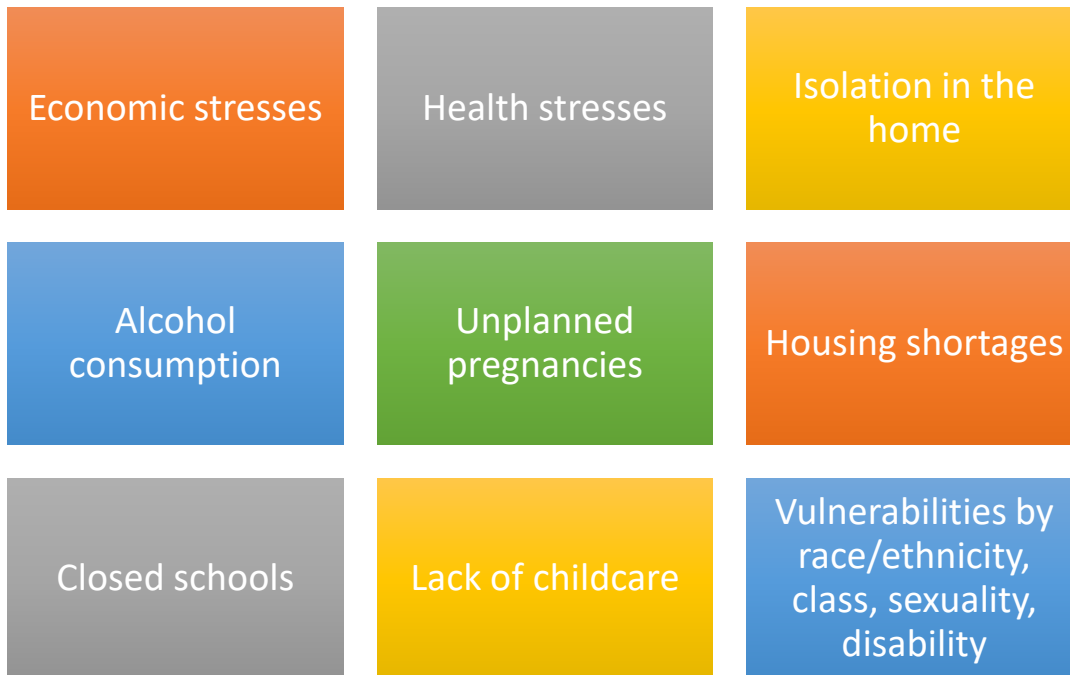 Economic stresses
Health stresses
Isolation in the
home
Alcohol
consumption
Unplanned
pregnancies
Housing shortages
Closed schools
Lack of childcare
Vulnerabilities by
race/ethnicity,
class, sexuality,
disability